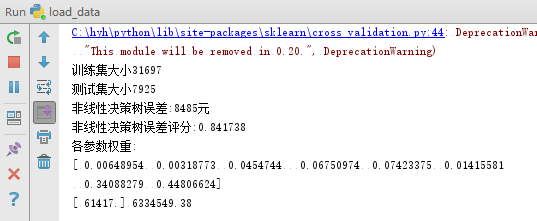 Run load_data
C:\hyh\python\lib\site-packages\sklearn\cross_validation.py:44: DeprecationWar
"This module will be removed in 0.20.", DeprecationWarning)
训练集大小31697
测试集大小7925
非线性决策树误差:8485元
非线性决策树误差评分:0.841738
各参数权重:
[ 0.00648954 0.00318773 0.0454744 0.06750974 0.07423375 0.01415581
0.34088279 0.44806624]
[ 61417.] 6334549.38